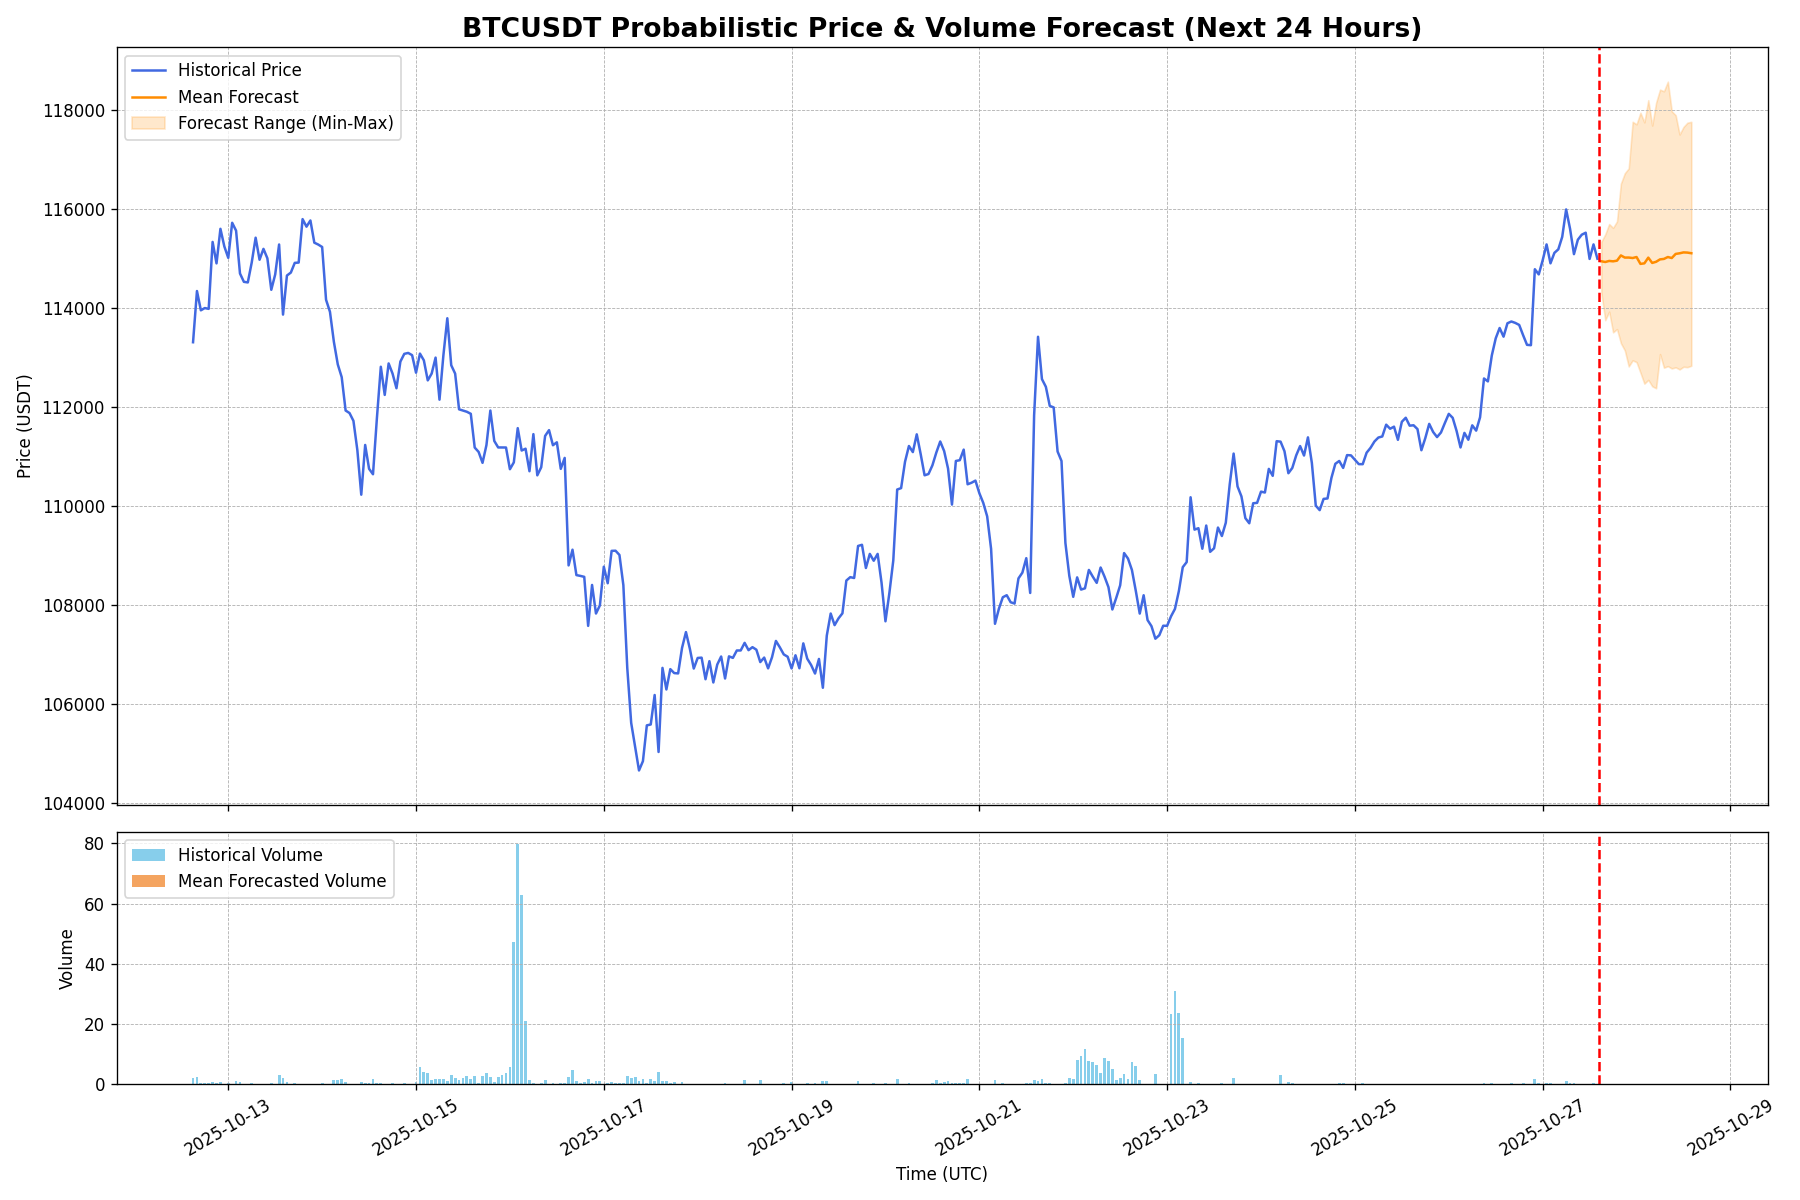 BTCUSDT Probabilistic Price & Volume Forecast (Next 24 Hours)
Historical Price
Mean Forecast
Forecast Range (Min-Max)
118000
116000
114000
112000
110000
108000
106000
104000
Price (USDT)
Historical Volume
Mean Forecasted Volume
80
60
40
20
0
Volume
2025-10-13
2025-10-15
2025-10-17
2025-10-19
2025-10-21
2025-10-23
2025-10-25
2025-10-27
2025-10-29
Time (UTC)